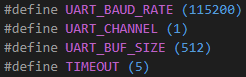 #define UART_BAUD_RATE (115200)
#define UART_CHANNEL (1)
#define UART_BUF_SIZE (512)
#define TIMEOUT (5)